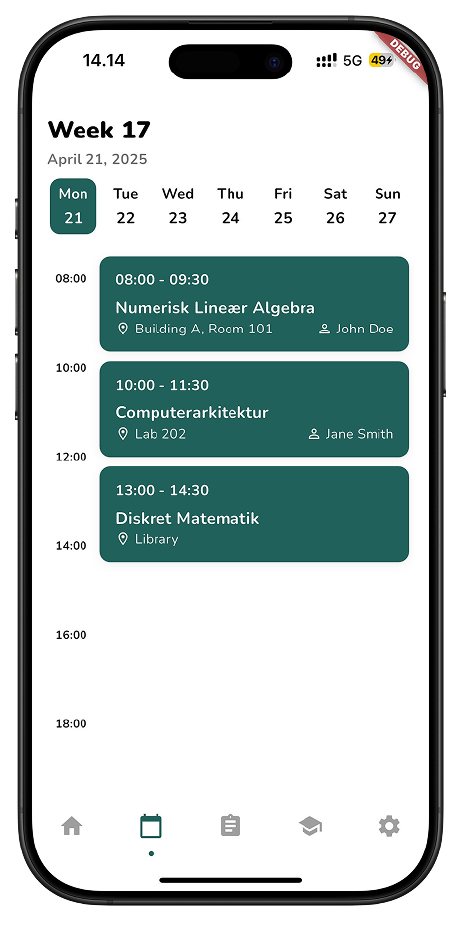 14.14
5G
49
DEBUG
Week 17
April 21, 2025
Mon Tue Wed Thu Fri Sat Sun
21 22 23 24 25 26 27
08:00
08:00 - 09:30
Numerisk Lineær Algebra
Building A, Room 101 John Doe
10:00
10:00 - 11:30
Computerarkitektur
Lab 202 Jane Smith
12:00
13:00 - 14:30
Diskret Matematik
Library
14:00
16:00
18:00